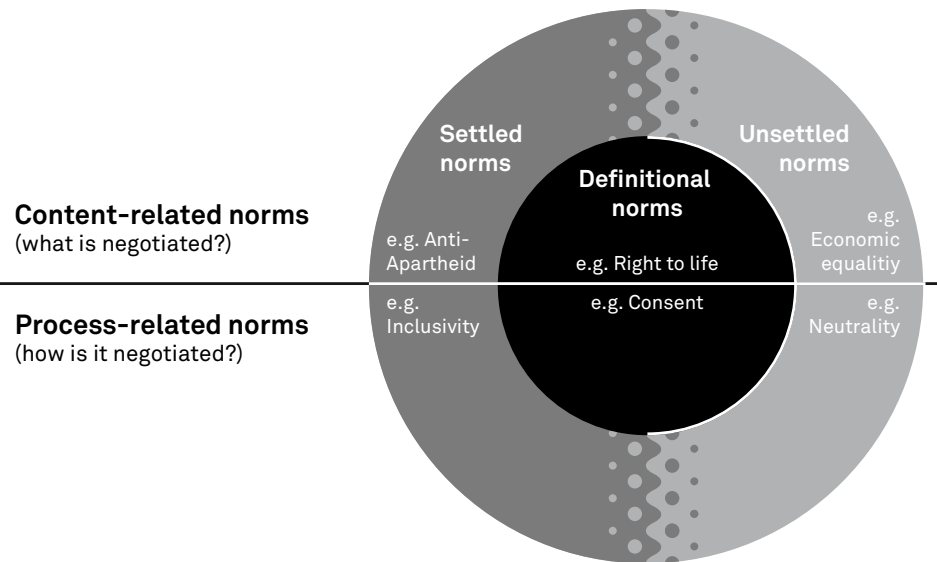 Settled
norms
Unsettled
norms
Definitional
norms
Content-related norms
(what is negotiated?)
e.g. Anti-
Apartheid
e.g. Right to life
e.g.
Economic
equalitiy
Process-related norms
(how is it negotiated?)
e.g.
Inclusivity
e.g. Consent
e.g.
Neutrality